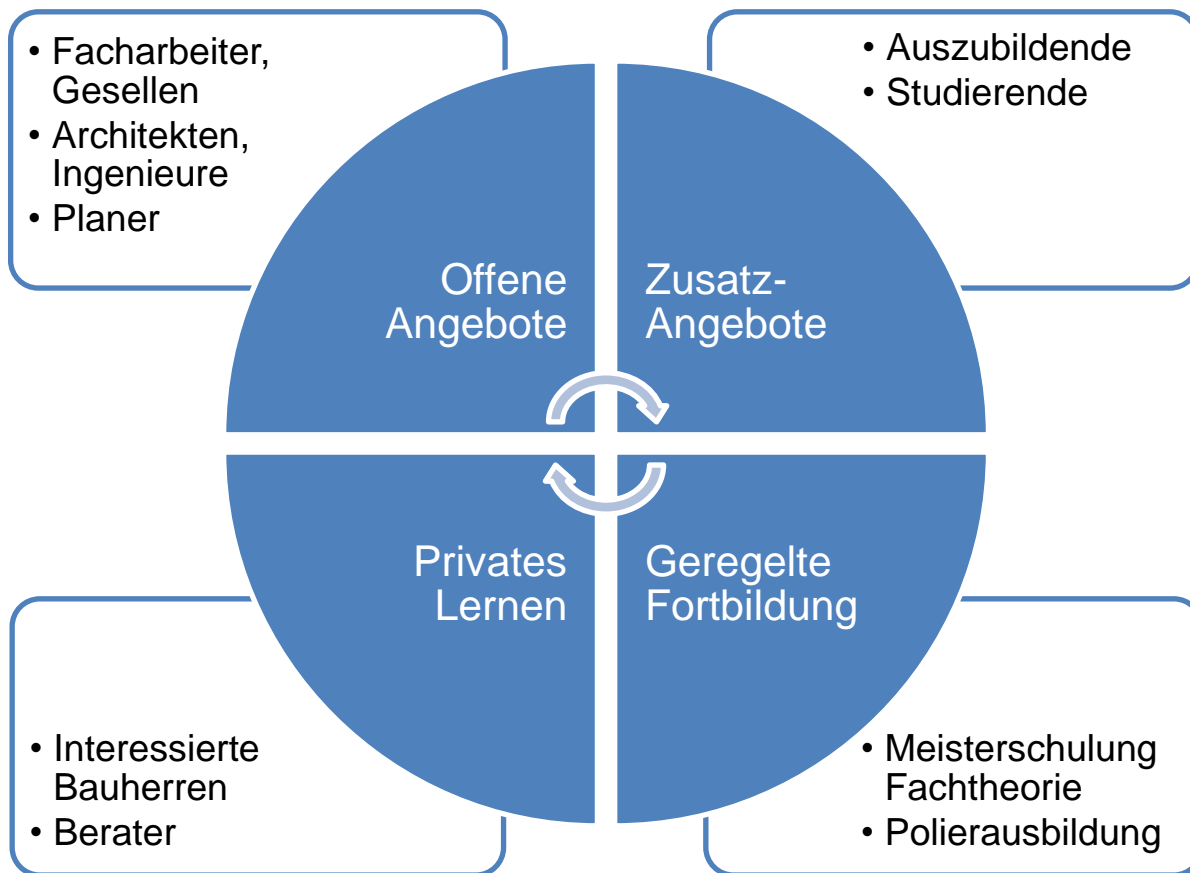 • Facharbeiter,
Gesellen
• Architekten,
Ingenieure
• Planer
• Auszubildende
• Studierende
Offene
Angebote
Zusatz-
Angebote
Privates
Lernen
Geregelte
Fortbildung
• Interessierte
Bauherren
• Berater
• Meisterschulung
Fachtheorie
• Polierausbildung